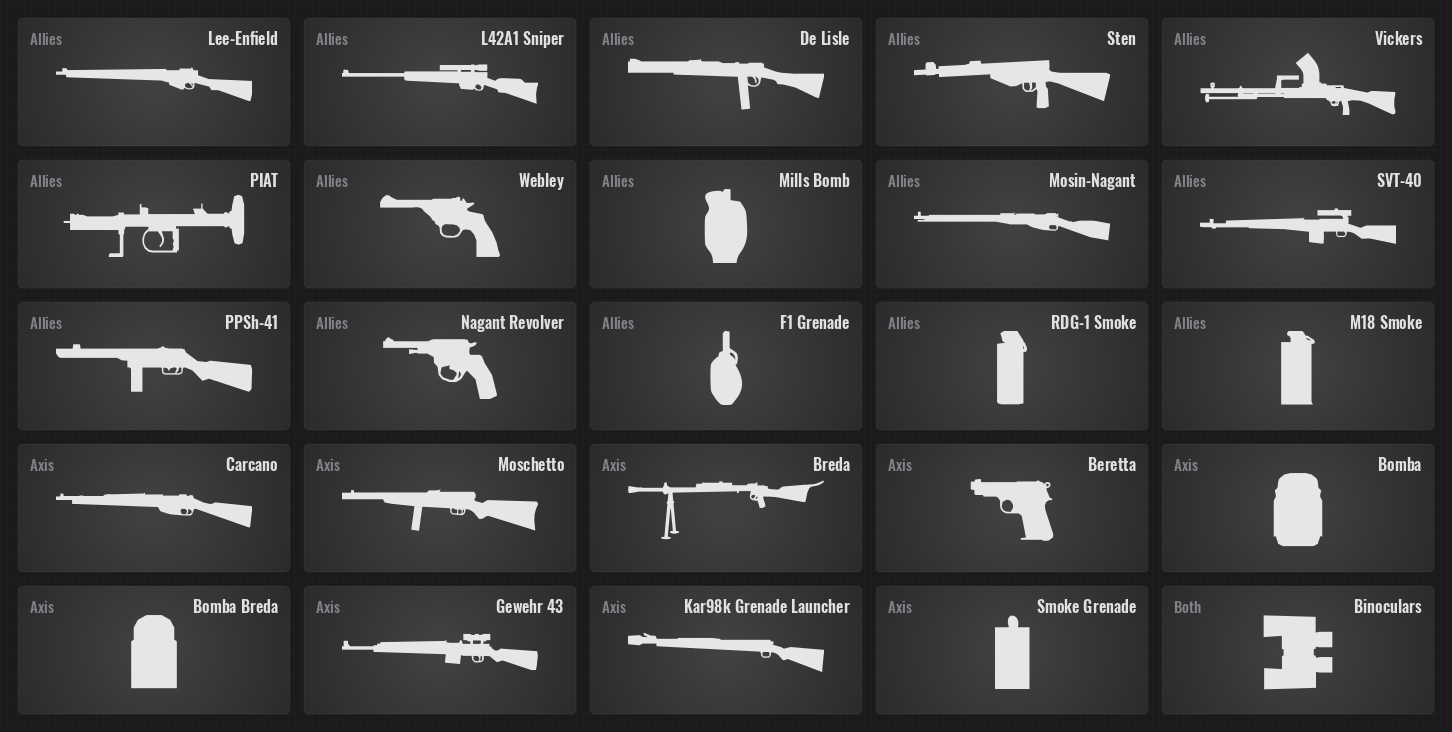 Allies Lee-Enfield
Allies L42A1 Sniper
Allies De Lisle
Allies Sten
Allies Vickers
Allies PIAT
Allies Webley
Allies Mills Bomb
Allies Mosin-Nagant
Allies SVT-40
Allies PPSh-41
Allies Nagant Revolver
Allies F1 Grenade
Allies RDG-1 Smoke
Allies M18 Smoke
Axis Carcano
Axis Moschetto
Axis Breda
Axis Beretta
Axis Bomba
Axis Bomba Breda
Axis Gewehr 43
Axis Kar98k Grenade Launcher
Axis Smoke Grenade
Both Binoculars